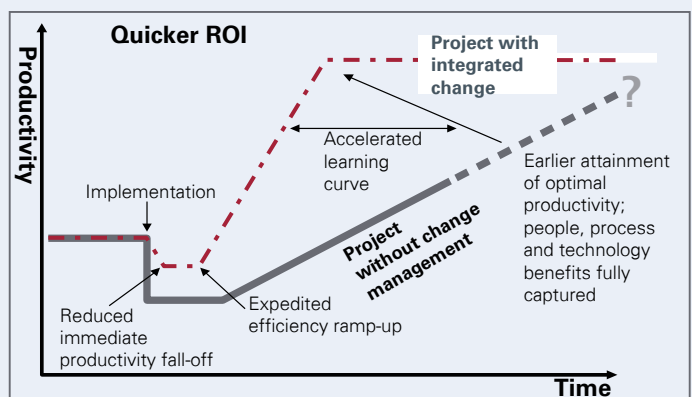 Quicker ROI
Productivity
Project with
integrated
change
?
Accelerated
learning
curve
Implementation
Earlier attainment
of optimal
productivity;
people, process
and technology
benefits fully
captured
Project
without change
management
Expedited
efficiency ramp-up
Reduced
immediate
productivity fall-off
Time